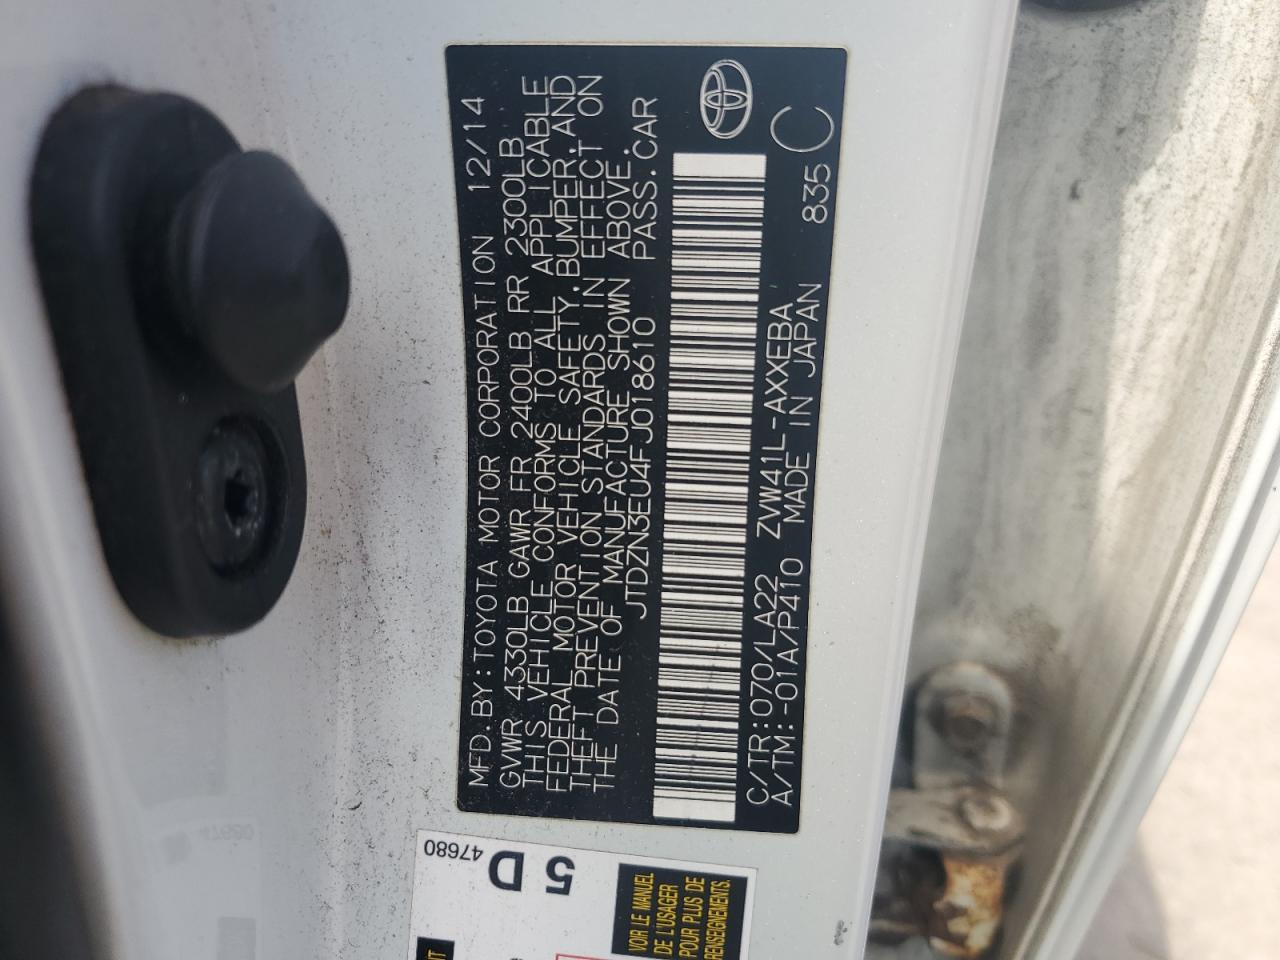 MFD. BY: TOYOTA MOTOR CORPORATION 12/14
GVWR 4330LB GAWR FR 2400LB RR 2300LB
THIS VEHICLE CONFORMS TO ALL APPLICABLE
FEDERAL MOTOR VEHICLE SAFETY, BUMPER, AND
THEFT PREVENTION STANDARDS IN EFFECT ON
THE DATE OF MANUFACTURE SHOWN ABOVE.
JTDZN3EU4FJ018610 PASS. CAR
C/TR: 070/LA22 ZVW41L-AXXEBA 835 C
A/TM: -01A/P410 MADE IN JAPAN
47680
5 D
VOIR LE MANUEL
DE L'USAGER
POUR PLUS DE
RENSEIGNEMENTS.